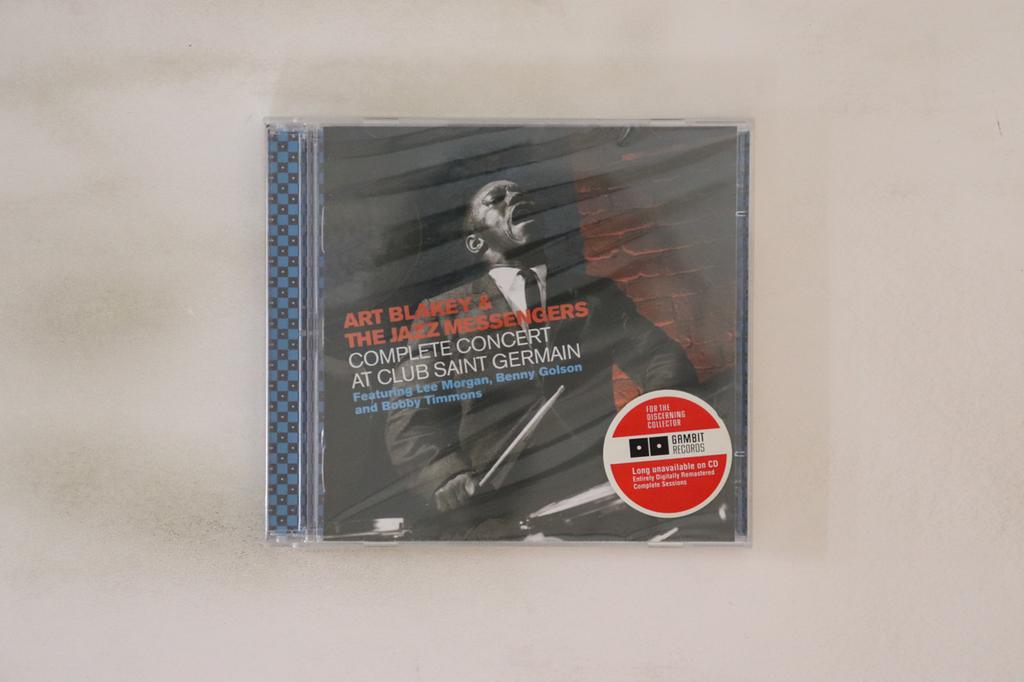 ART BLAKEY &
THE JAZZ MESSENGERS
COMPLETE CONCERT
AT CLUB SAINT GERMAIN
Featuring Lee Morgan, Benny Golson
and Bobby Timmons
FOR THE
DISCERNING
COLLECTOR
GAMBIT
RECORDS
Long unavailable on CD
Entirely Digitally Remastered
Complete Sessions